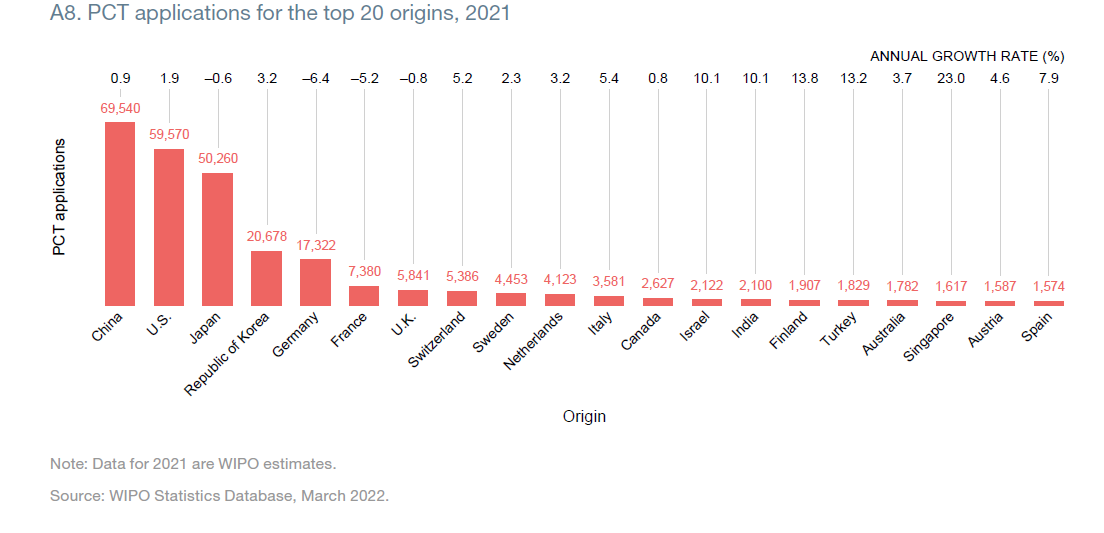 A8. PCT applications for the top 20 origins, 2021
ANNUAL GROWTH RATE (%)
0.9 1.9 –0.6 3.2 –6.4 –5.2 –0.8 5.2 2.3 3.2 5.4 0.8 10.1 10.1 13.8 13.2 3.7 23.0 4.6 7.9
69,540
59,570
50,260
20,678
17,322
7,380
5,841
5,386
4,453
4,123
3,581
2,627
2,122
2,100
1,907
1,829
1,782
1,617
1,587
1,574
PCT applications
China
U.S.
Japan
Republic of Korea
Germany
France
U.K.
Switzerland
Sweden
Netherlands
Italy
Canada
Israel
India
Finland
Turkey
Australia
Singapore
Austria
Spain
Origin
Note: Data for 2021 are WIPO estimates.
Source: WIPO Statistics Database, March 2022.